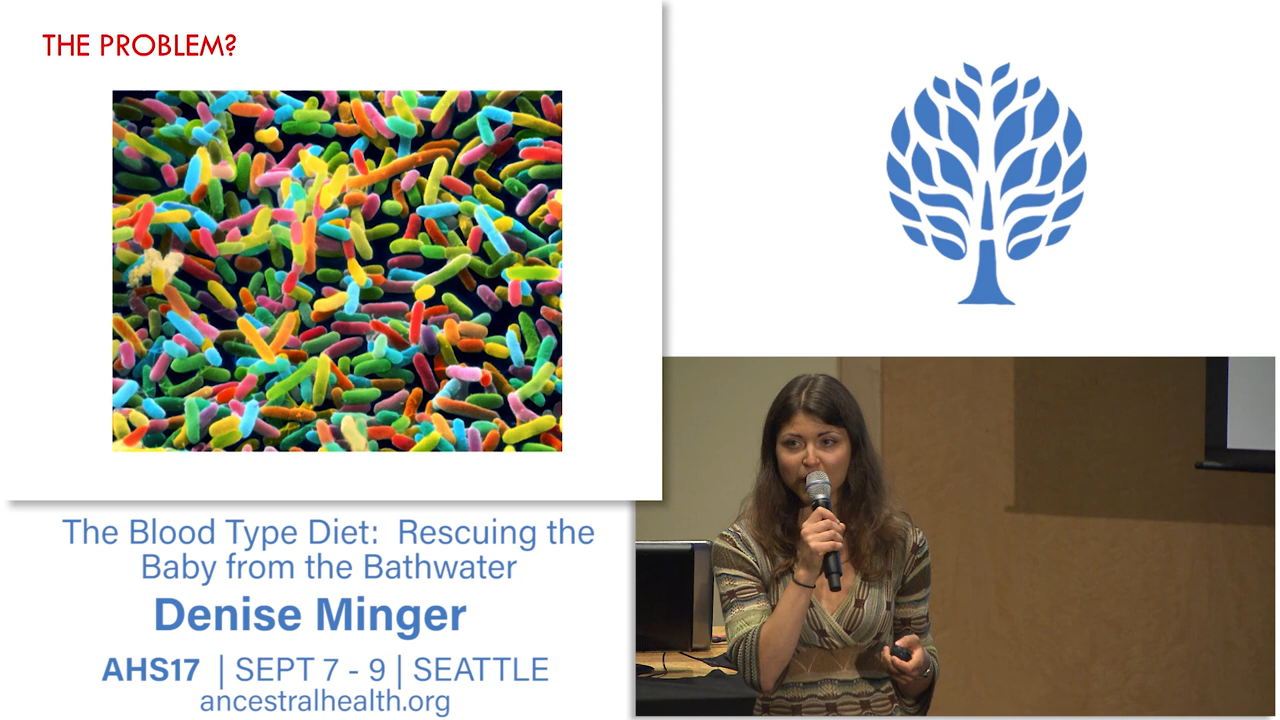 THE PROBLEM?
The Blood Type Diet: Rescuing the
Baby from the Bathwater
Denise Minger
AHS17 | SEPT 7 - 9 | SEATTLE
ancestralhealth.org